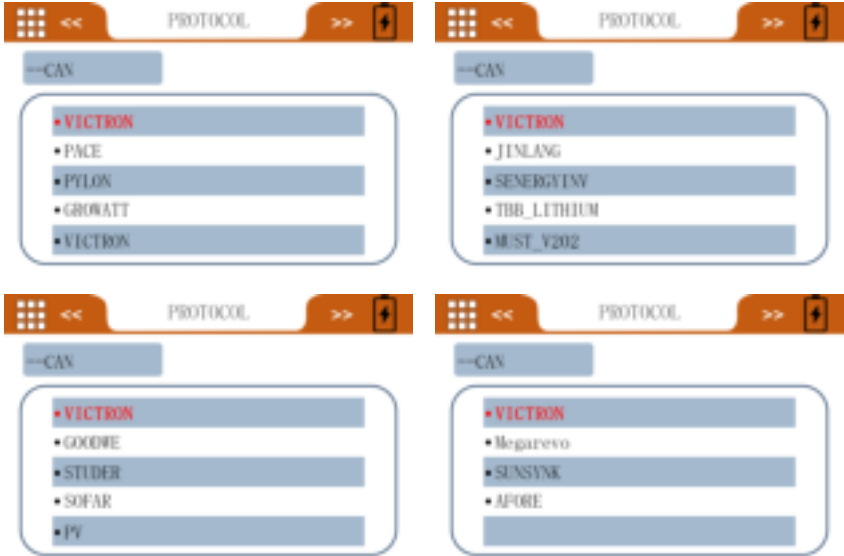 << PROTOCOL >>
--CAN
•VICTRON
•PACE
•PYLON
•GROWATT
•VICTRON
<< PROTOCOL >>
--CAN
•VICTRON
•JINLANG
•SENERGYINV
•TBB_LITHIUM
•MUST_V202
<< PROTOCOL >>
--CAN
•VICTRON
•GOODWE
•STUDER
•SOFAR
•PV
<< PROTOCOL >>
--CAN
•VICTRON
•Megarevo
•SUNSYNK
•AFORE